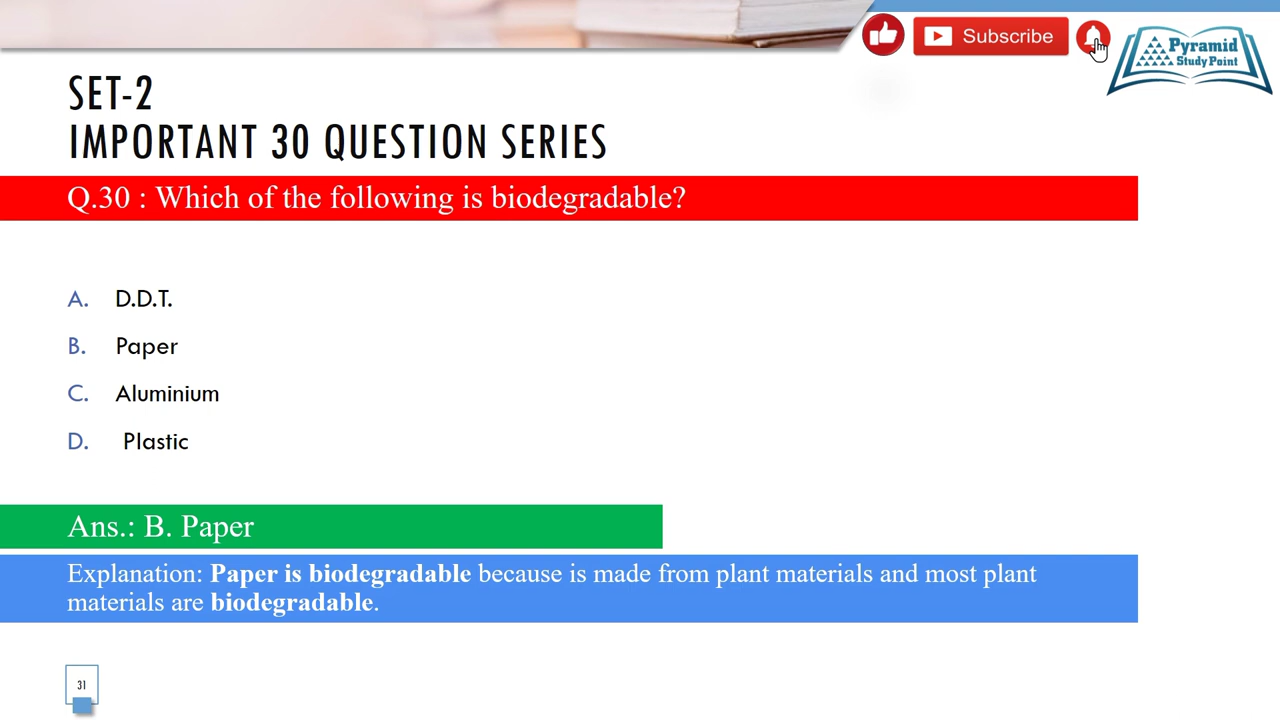 Subscribe
Pyramid
Study Point
SET-2
IMPORTANT 30 QUESTION SERIES
Q.30 : Which of the following is biodegradable?
A. D.D.T.
B. Paper
C. Aluminium
D. Plastic
Ans.: B. Paper
Explanation: Paper is biodegradable because is made from plant materials and most plant
materials are biodegradable.
31